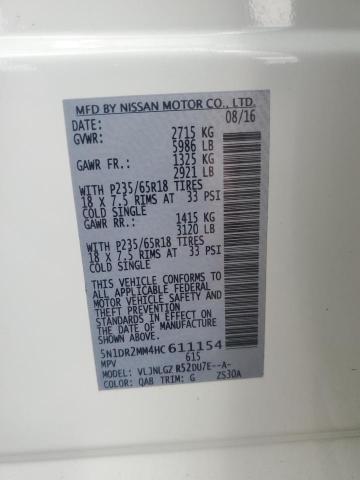 MFD BY NISSAN MOTOR CO., LTD.
DATE: 08/16
GVWR: 2715 KG
5986 LB
GAWR FR.: 1325 KG
2921 LB
WITH P235/65R18 TIRES
18 X 7.5 RIMS AT 33 PSI
COLD SINGLE
GAWR RR.: 1415 KG
3120 LB
WITH P235/65R18 TIRES
18 X 7.5 RIMS AT 33 PSI
COLD SINGLE
THIS VEHICLE CONFORMS TO
ALL APPLICABLE FEDERAL
MOTOR VEHICLE SAFETY AND
THEFT PREVENTION
STANDARDS IN EFFECT ON
THE DATE OF MANUFACTURE
SHOWN ABOVE.
5N1DR2MM4HC611154
MPV 615
VLJNLGZ R52DU7E--A-
COLOR: QAB TRIM: G ZS30A